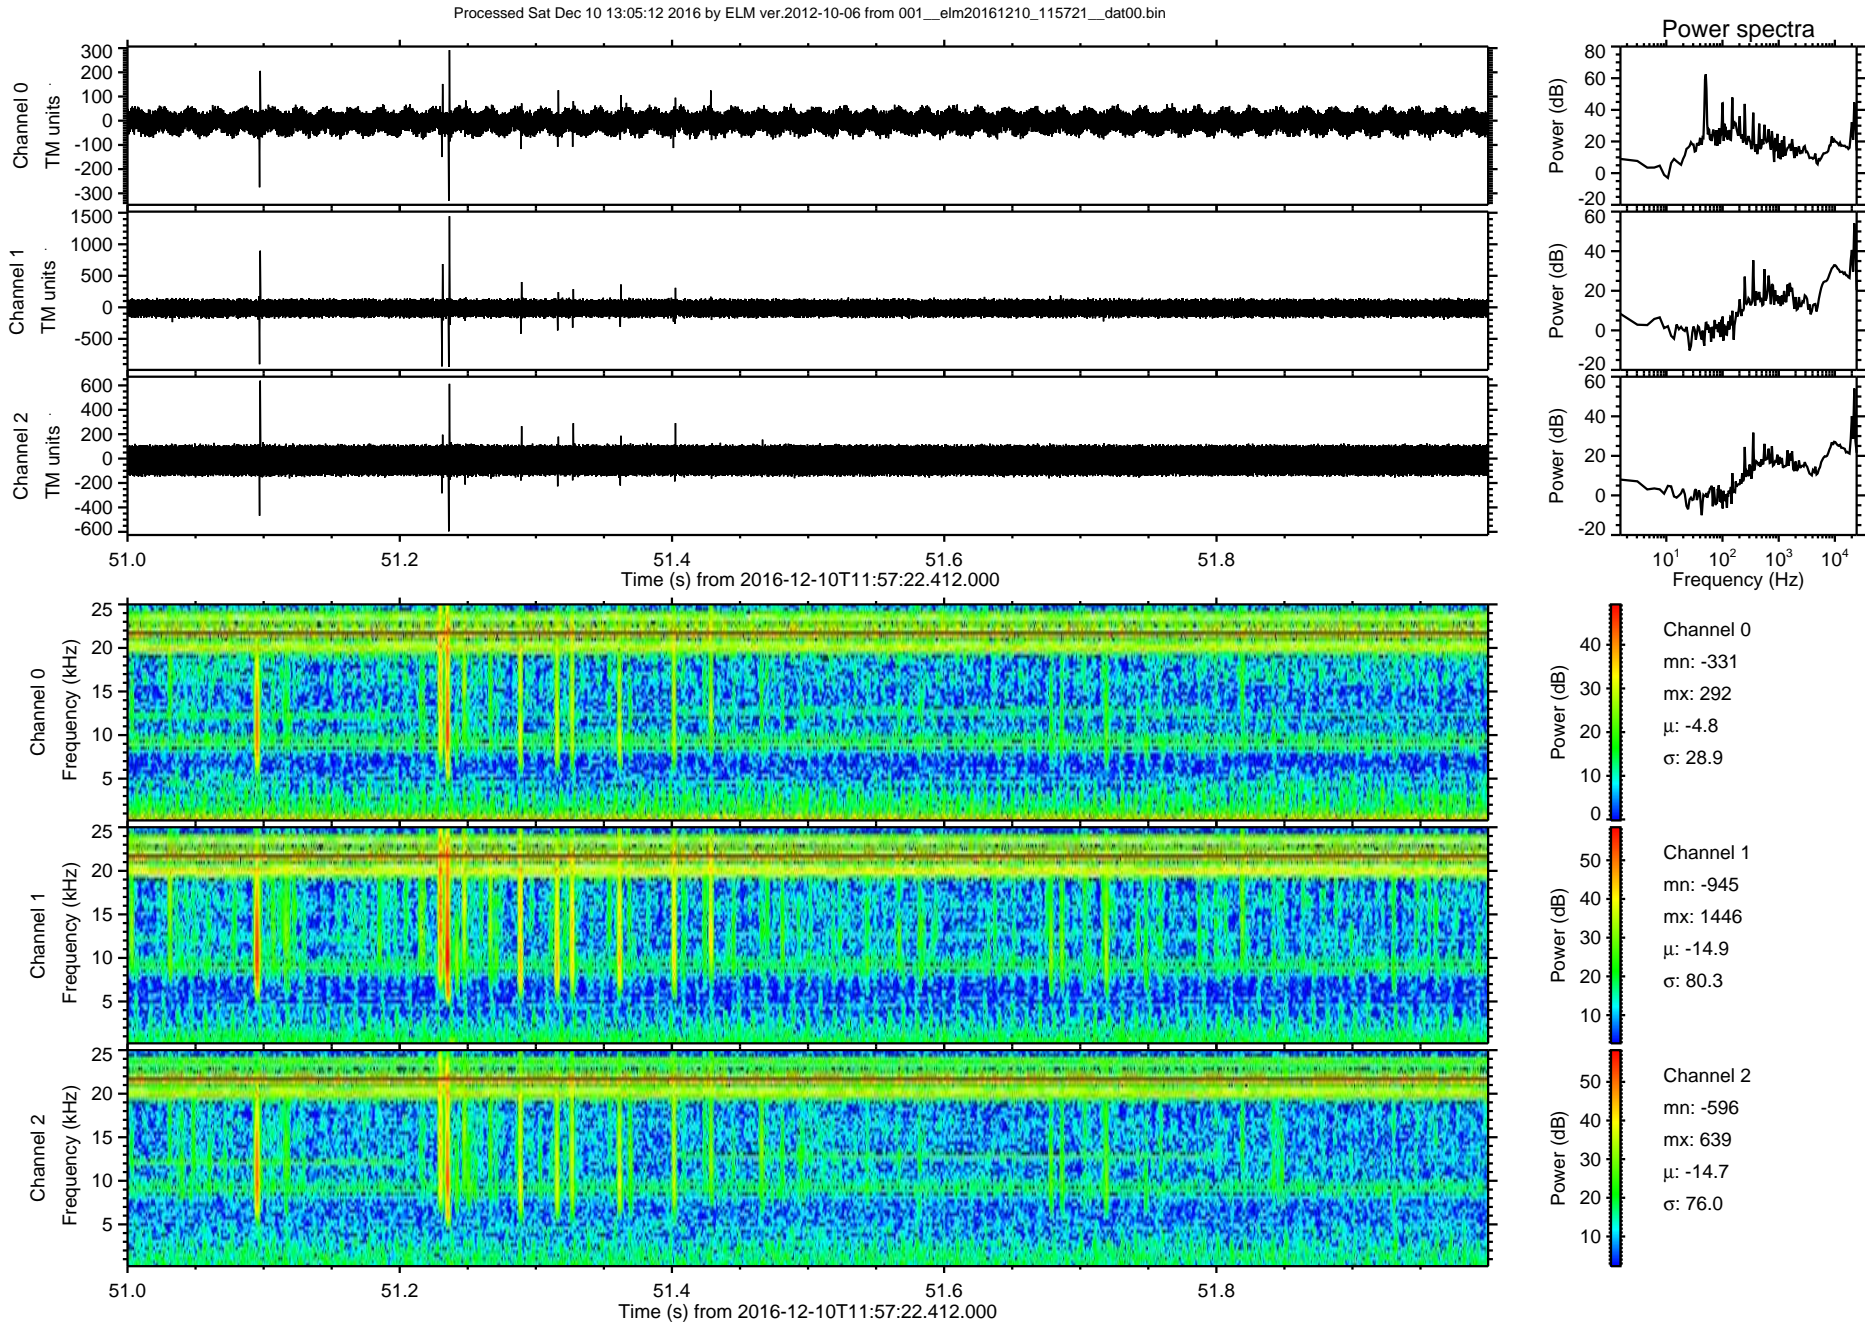 Processed Sat Dec 10 13:05:12 2016 by ELM ver.2012-10-06 from 001__elm20161210_115721__dat00.bin
Power spectra
Channel 0
TM units
300
200
100
0
-100
-200
-300
Power (dB)
80
60
40
20
0
-20
Channel 1
TM units
1500
1000
500
0
-500
Power (dB)
60
40
20
0
-20
Channel 2
TM units
600
400
200
0
-200
-400
-600
Power (dB)
60
40
20
0
-20
51.0 51.2 51.4 51.6 51.8
Time (s) from 2016-12-10T11:57:22.412.000
10^1 10^2 10^3 10^4
Frequency (Hz)
Channel 0
Frequency (kHz)
25
20
15
10
5
Power (dB)
40
30
20
10
0
Channel 0
mn: -331
mx: 292
μ: -4.8
σ: 28.9
Channel 1
Frequency (kHz)
25
20
15
10
5
Power (dB)
50
40
30
20
10
Channel 1
mn: -945
mx: 1446
μ: -14.9
σ: 80.3
Channel 2
Frequency (kHz)
25
20
15
10
5
Power (dB)
50
40
30
20
10
Channel 2
mn: -596
mx: 639
μ: -14.7
σ: 76.0
51.0 51.2 51.4 51.6 51.8
Time (s) from 2016-12-10T11:57:22.412.000